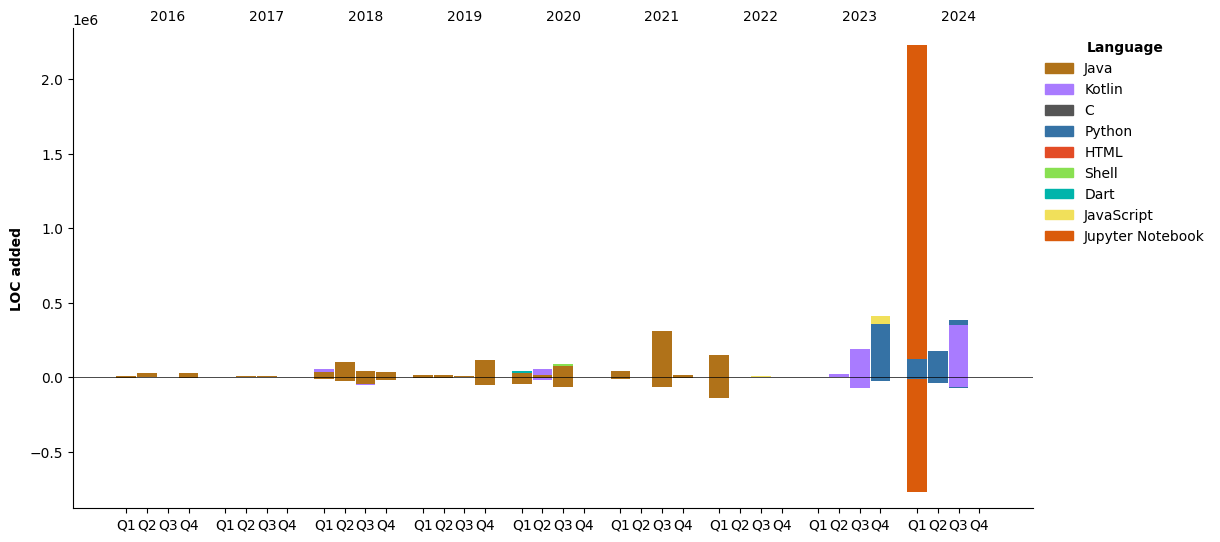 1e6
2016 2017 2018 2019 2020 2021 2022 2023 2024
LOC added
2.0
1.5
1.0
0.5
0.0
−0.5
Q1 Q2 Q3 Q4 Q1 Q2 Q3 Q4 Q1 Q2 Q3 Q4 Q1 Q2 Q3 Q4 Q1 Q2 Q3 Q4 Q1 Q2 Q3 Q4 Q1 Q2 Q3 Q4 Q1 Q2 Q3 Q4 Q1 Q2 Q3 Q4
Language
Java
Kotlin
C
Python
HTML
Shell
Dart
JavaScript
Jupyter Notebook